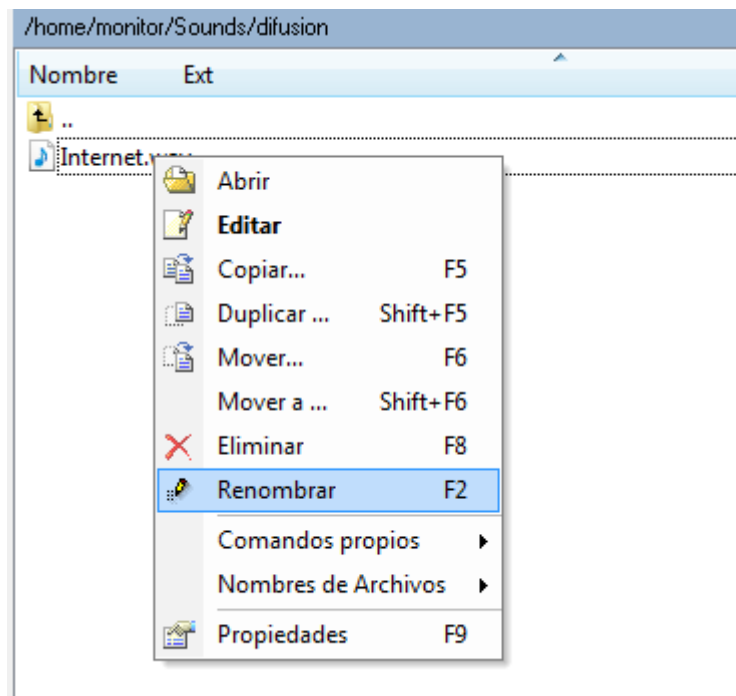 /home/monitor/Sounds/difusion
Nombre Ext
..
Internet.wav
Abrir
Editar
Copiar... F5
Duplicar ... Shift+F5
Mover... F6
Mover a ... Shift+F6
Eliminar F8
Renombrar F2
Comandos propios
Nombres de Archivos
Propiedades F9